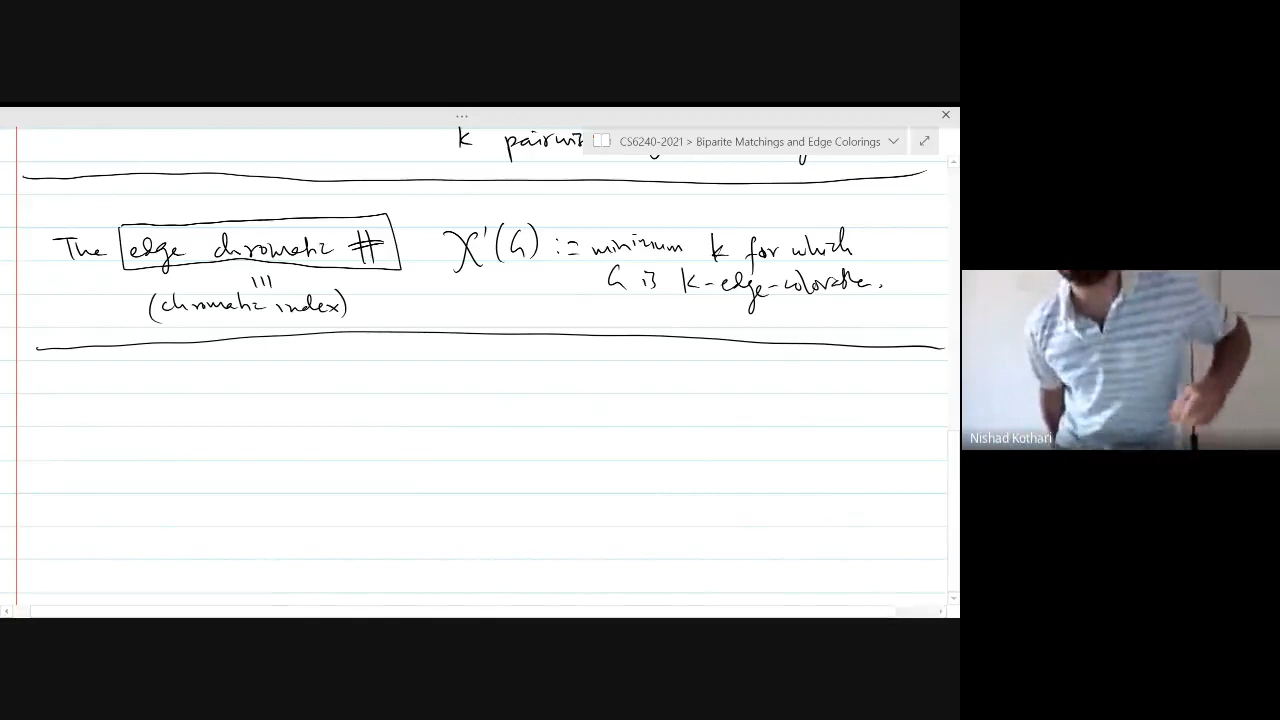 k pairwi
CS6240-2021 > Biparite Matchings and Edge Colorings
The edge chromatic # χ'(G) := minimum k for which
G is k-edge-colorable.
(chromatic index)
Nishad Kothari